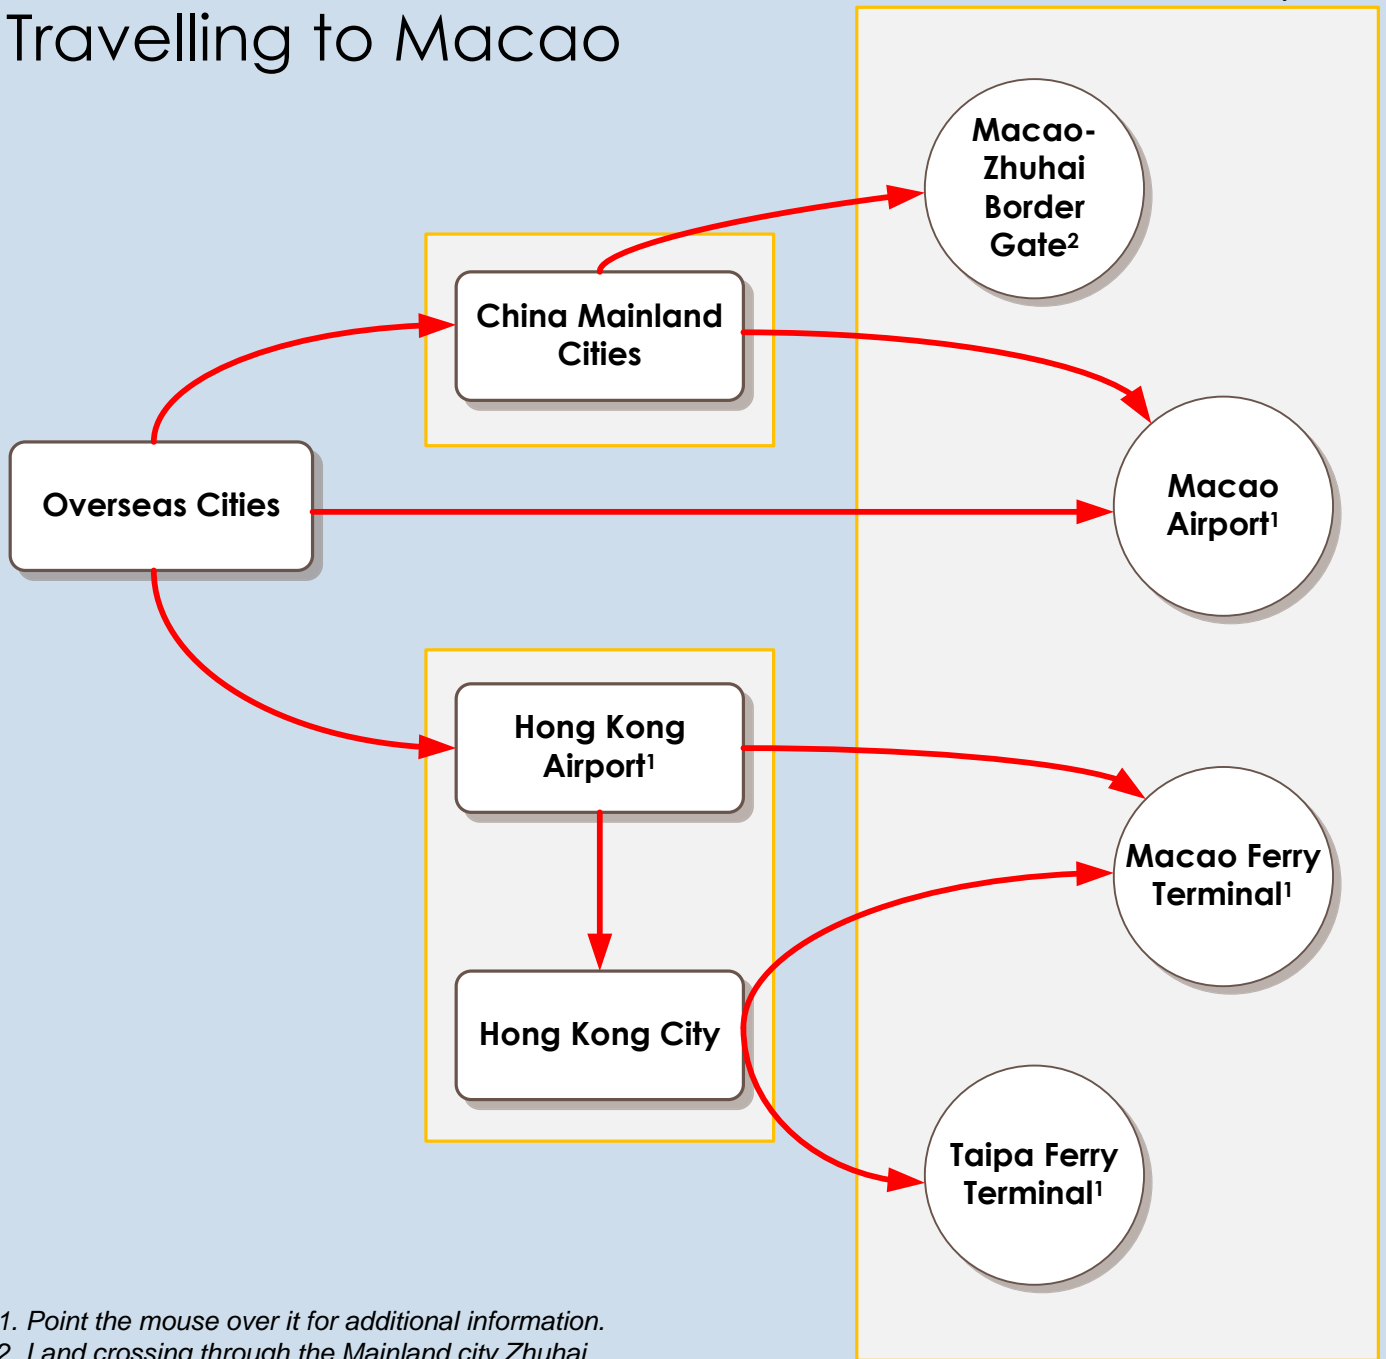 Travelling to Macao
Macao-
Zhuhai
Border
Gate²
China Mainland
Cities
Overseas Cities
Macao
Airport¹
Hong Kong
Airport¹
Macao Ferry
Terminal¹
Hong Kong City
Taipa Ferry
Terminal¹
1. Point the mouse over it for additional information.
2. Land crossing through the Mainland city Zhuhai